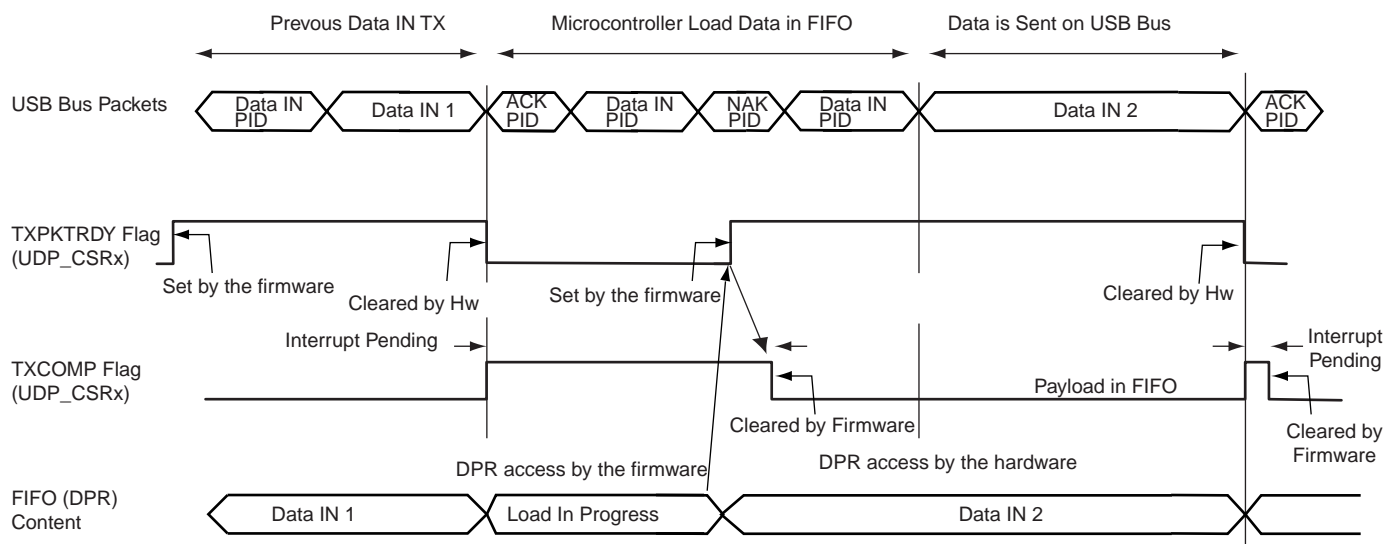 Prevous Data IN TX
Microcontroller Load Data in FIFO
Data is Sent on USB Bus
USB Bus Packets
Data IN
PID
Data IN 1
ACK
PID
Data IN
PID
NAK
PID
Data IN
PID
Data IN 2
ACK
PID
TXPKTRDY Flag
(UDP_CSRx)
Set by the firmware
Cleared by Hw
Set by the firmware
Cleared by Hw
Interrupt Pending
Interrupt
Pending
TXCOMP Flag
(UDP_CSRx)
Payload in FIFO
Cleared by Firmware
Cleared by
Firmware
DPR access by the firmware
DPR access by the hardware
FIFO (DPR)
Content
Data IN 1
Load In Progress
Data IN 2